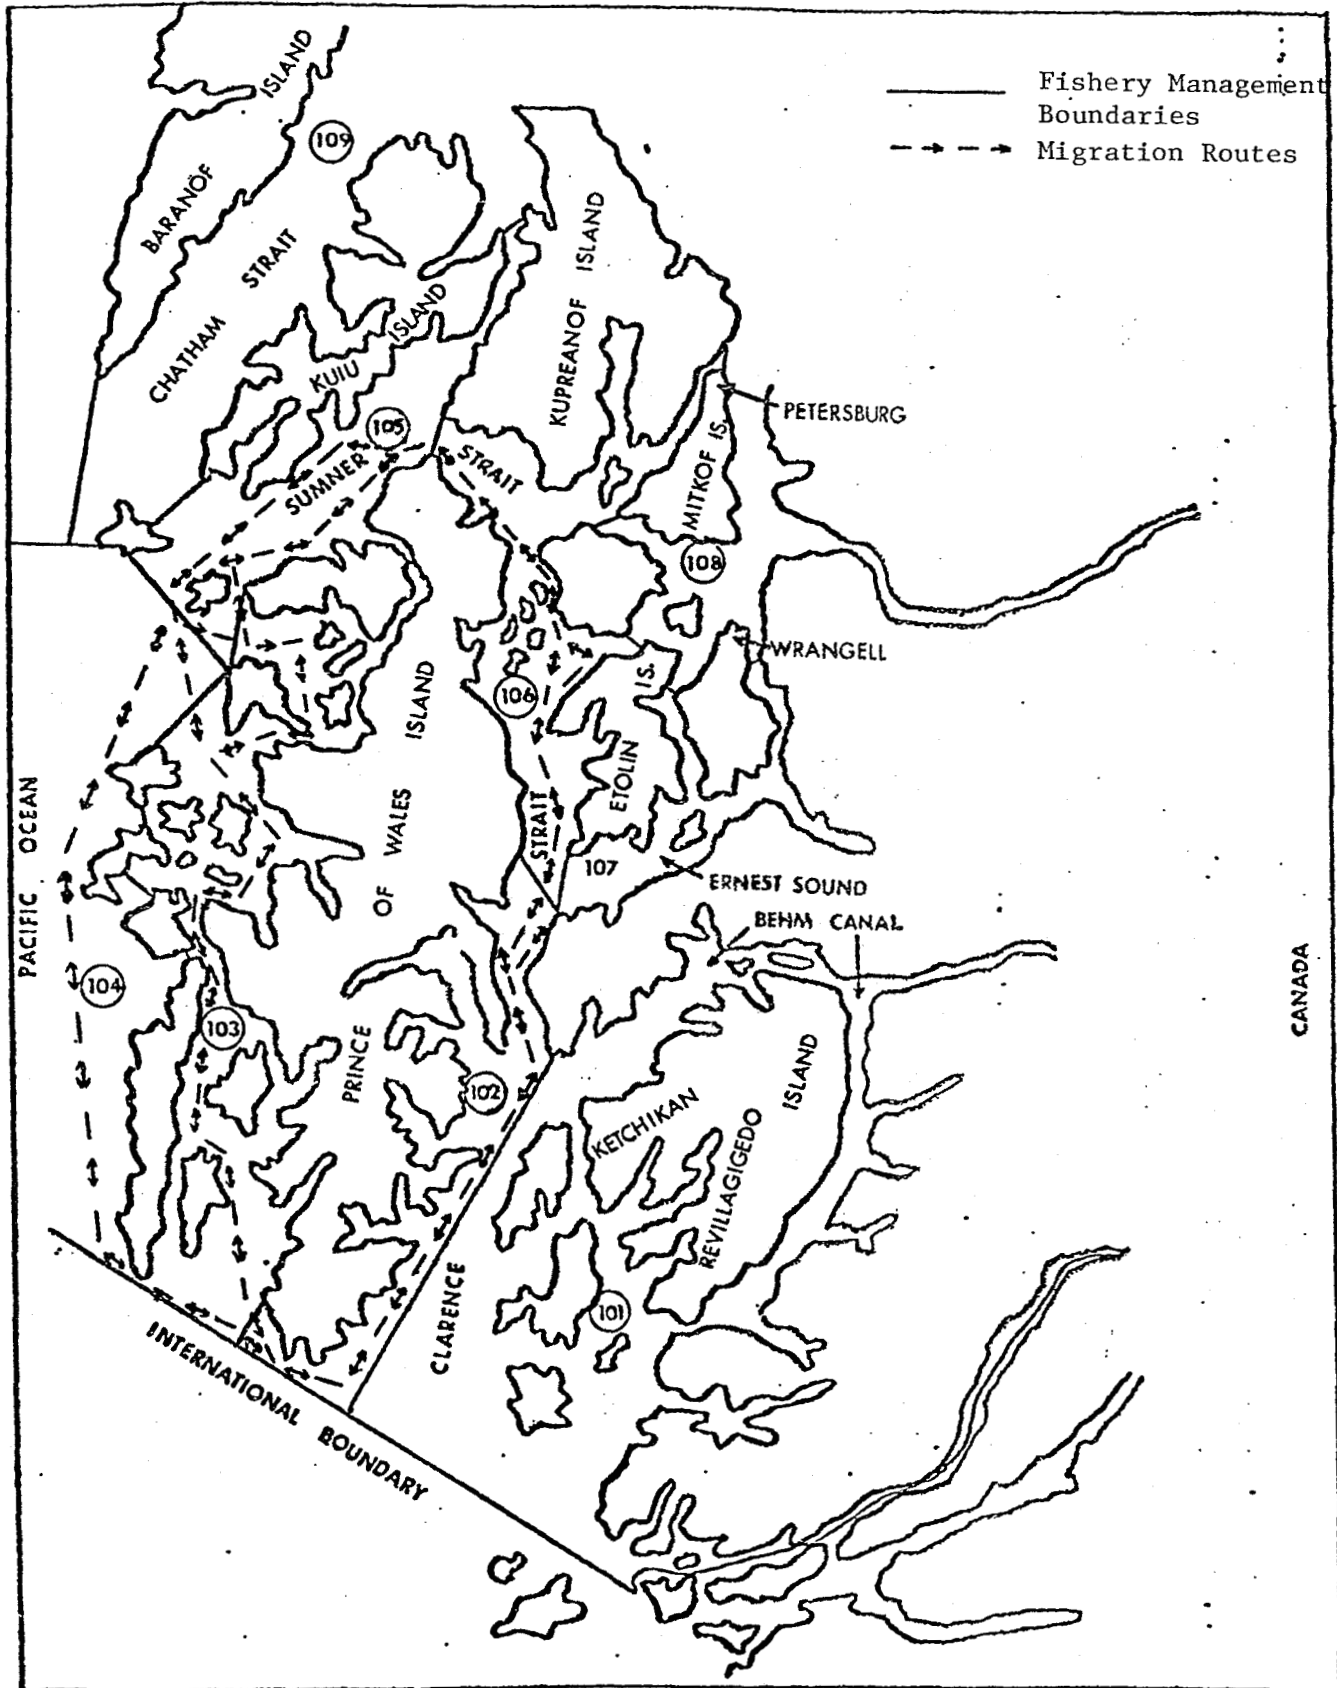 Fishery Management
Boundaries
Migration Routes
BARANOF ISLAND
109
CHATHAM STRAIT
KUIU ISLAND
KUPREANOF ISLAND
105
SUMNER STRAIT
PETERSBURG
MITKOF IS.
108
WRANGELL
106
ETOLIN IS.
107
ERNEST SOUND
BEHM CANAL
PACIFIC OCEAN
104
103
PRINCE OF WALES ISLAND
102
CLARENCE STRAIT
KETCHIKAN
REVILLAGIGEDO ISLAND
101
CANADA
INTERNATIONAL BOUNDARY